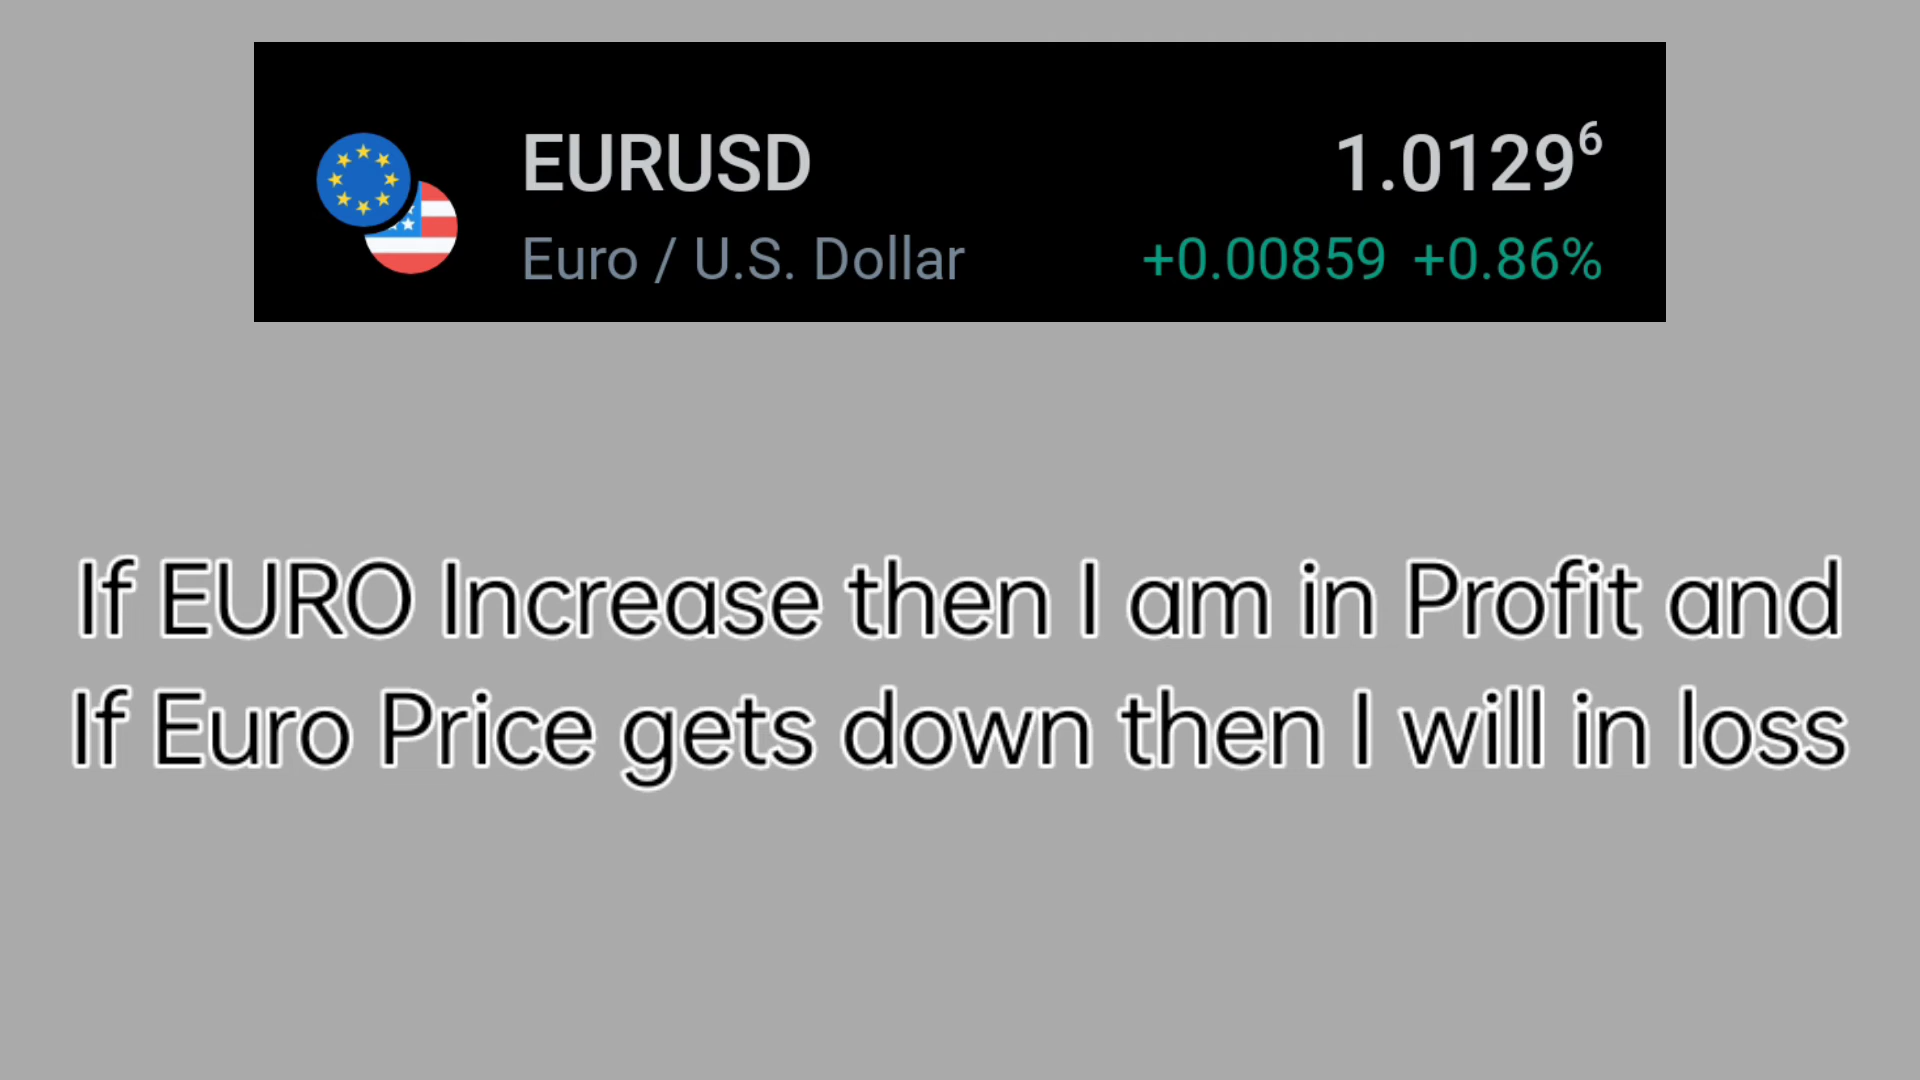 EURUSD 1.01296
Euro / U.S. Dollar +0.00859 +0.86%
If EURO Increase then I am in Profit and
If Euro Price gets down then I will in loss